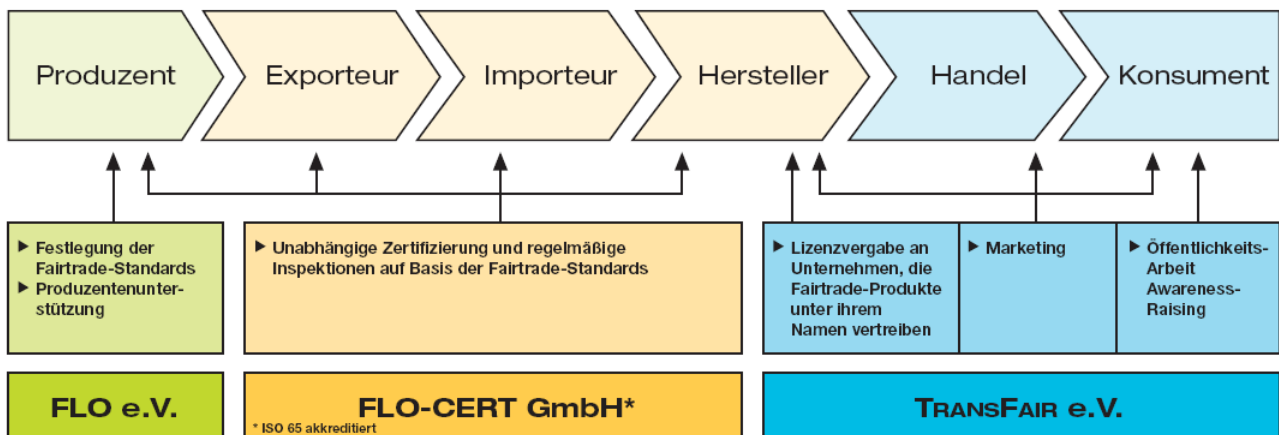 Produzent
Exporteur
Importeur
Hersteller
Handel
Konsument
▶ Festlegung der
Fairtrade-Standards
▶ Produzentenunter-
stützung
▶ Unabhängige Zertifizierung und regelmäßige
Inspektionen auf Basis der Fairtrade-Standards
▶ Lizenzvergabe an
Unternehmen, die
Fairtrade-Produkte
unter ihrem
Namen vertreiben
▶ Marketing
▶ Öffentlichkeits-
Arbeit
Awareness-
Raising
FLO e.V.
FLO-CERT GmbH*
* ISO 65 akkreditiert
TRANSFAIR e.V.